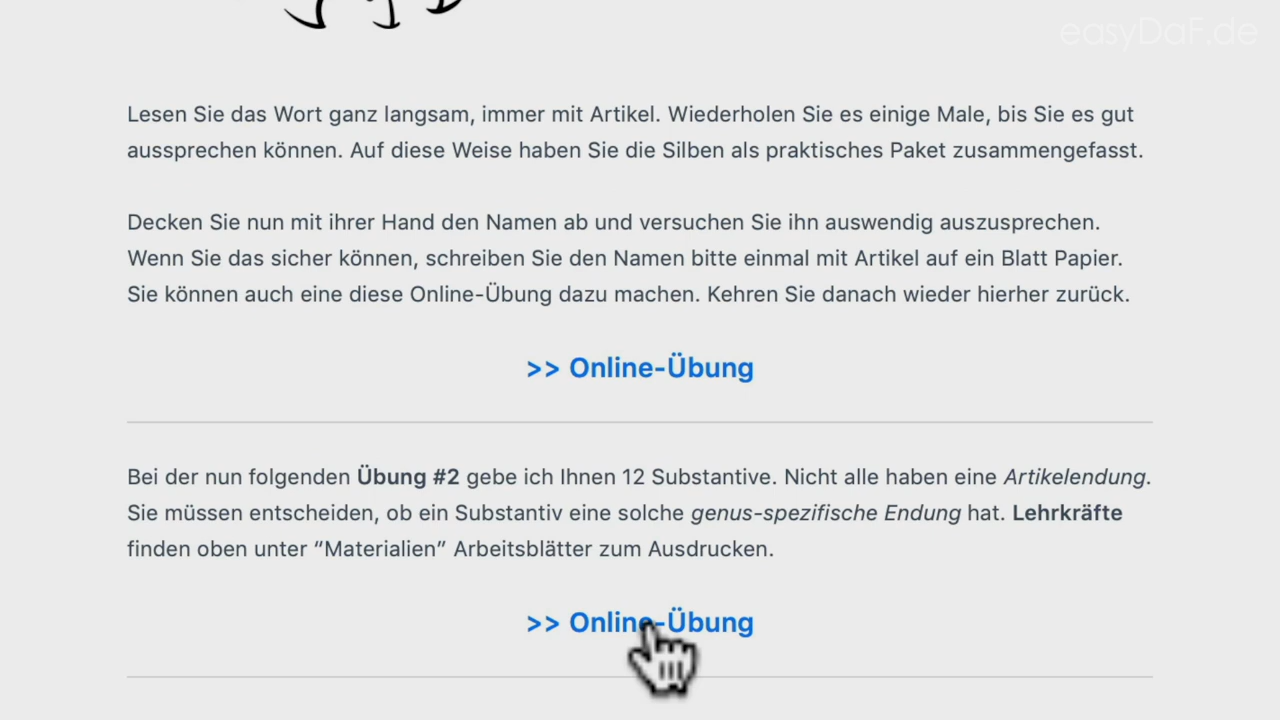 easyDaF.de
Lesen Sie das Wort ganz langsam, immer mit Artikel. Wiederholen Sie es einige Male, bis Sie es gut
aussprechen können. Auf diese Weise haben Sie die Silben als praktisches Paket zusammengefasst.
Decken Sie nun mit ihrer Hand den Namen ab und versuchen Sie ihn auswendig auszusprechen.
Wenn Sie das sicher können, schreiben Sie den Namen bitte einmal mit Artikel auf ein Blatt Papier.
Sie können auch eine diese Online-Übung dazu machen. Kehren Sie danach wieder hierher zurück.
>> Online-Übung
Bei der nun folgenden Übung #2 gebe ich Ihnen 12 Substantive. Nicht alle haben eine Artikelendung.
Sie müssen entscheiden, ob ein Substantiv eine solche genus-spezifische Endung hat. Lehrkräfte
finden oben unter “Materialien” Arbeitsblätter zum Ausdrucken.
>> Online-Übung